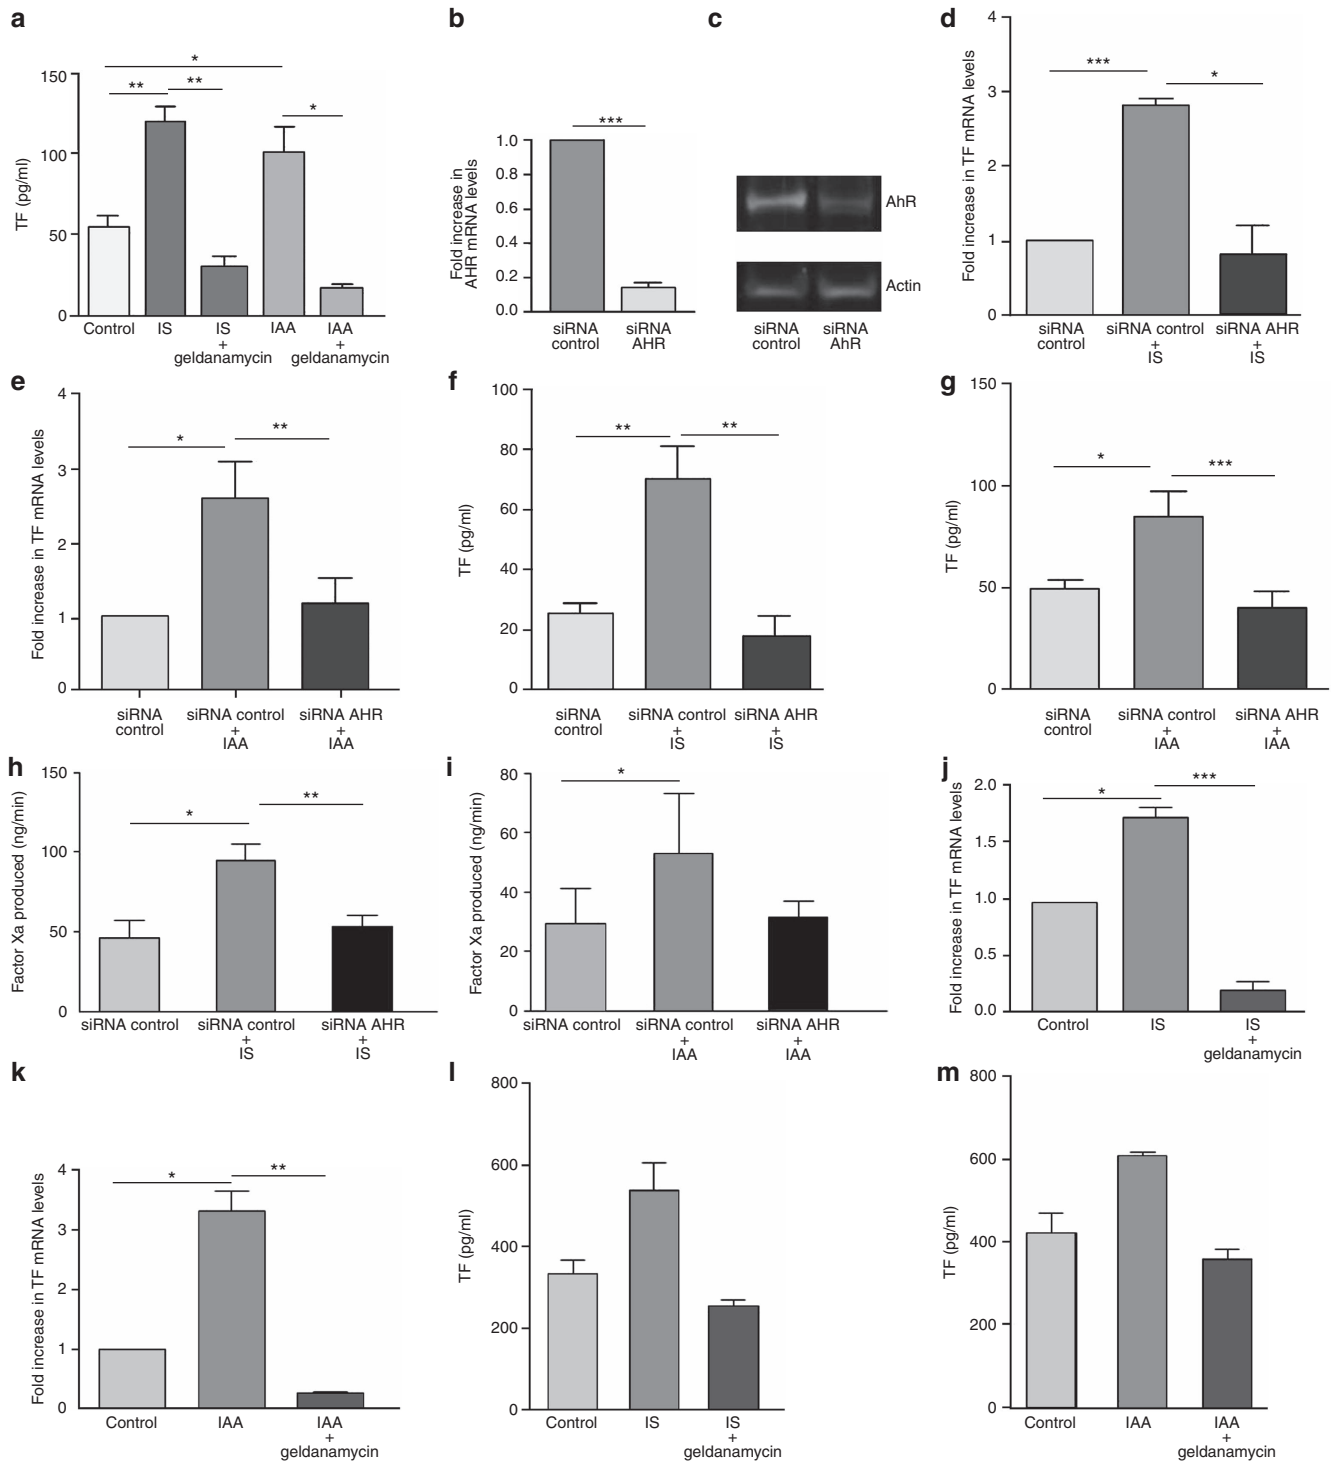 a
TF (pg/ml)
150
100
50
0
*
**
**
*
Control
IS
IS
+
geldanamycin
IAA
IAA
+
geldanamycin
b
Fold increase in
AHR mRNA levels
1.0
0.8
0.6
0.4
0.2
0.0
***
siRNA
control
siRNA
AHR
c
AhR
Actin
siRNA
control
siRNA
AhR
d
Fold increase in TF mRNA levels
4
3
2
1
0
***
*
siRNA
control
siRNA control
+
IS
siRNA AHR
+
IS
e
Fold increase in TF mRNA levels
4
3
2
1
0
*
**
siRNA
control
siRNA control
+
IAA
siRNA AHR
+
IAA
f
TF (pg/ml)
100
80
60
40
20
0
**
**
siRNA
control
siRNA control
+
IS
siRNA AHR
+
IS
g
TF (pg/ml)
150
100
50
0
*
***
siRNA
control
siRNA control
+
IAA
siRNA AHR
+
IAA
h
Factor Xa produced (ng/min)
150
100
50
0
*
**
siRNA control
siRNA control
+
IS
siRNA AHR
+
IS
i
Factor Xa produced (ng/min)
80
60
40
20
0
*
siRNA control
siRNA control
+
IAA
siRNA AHR
+
IAA
j
Fold increase in TF mRNA levels
2.0
1.5
1.0
0.5
0.0
*
***
Control
IS
IS
+
geldanamycin
k
Fold increase in TF mRNA levels
4
3
2
1
0
*
**
Control
IAA
IAA
+
geldanamycin
l
TF (pg/ml)
800
600
400
200
0
Control
IS
IS
+
geldanamycin
m
TF (pg/ml)
800
600
400
200
0
Control
IAA
IAA
+
geldanamycin